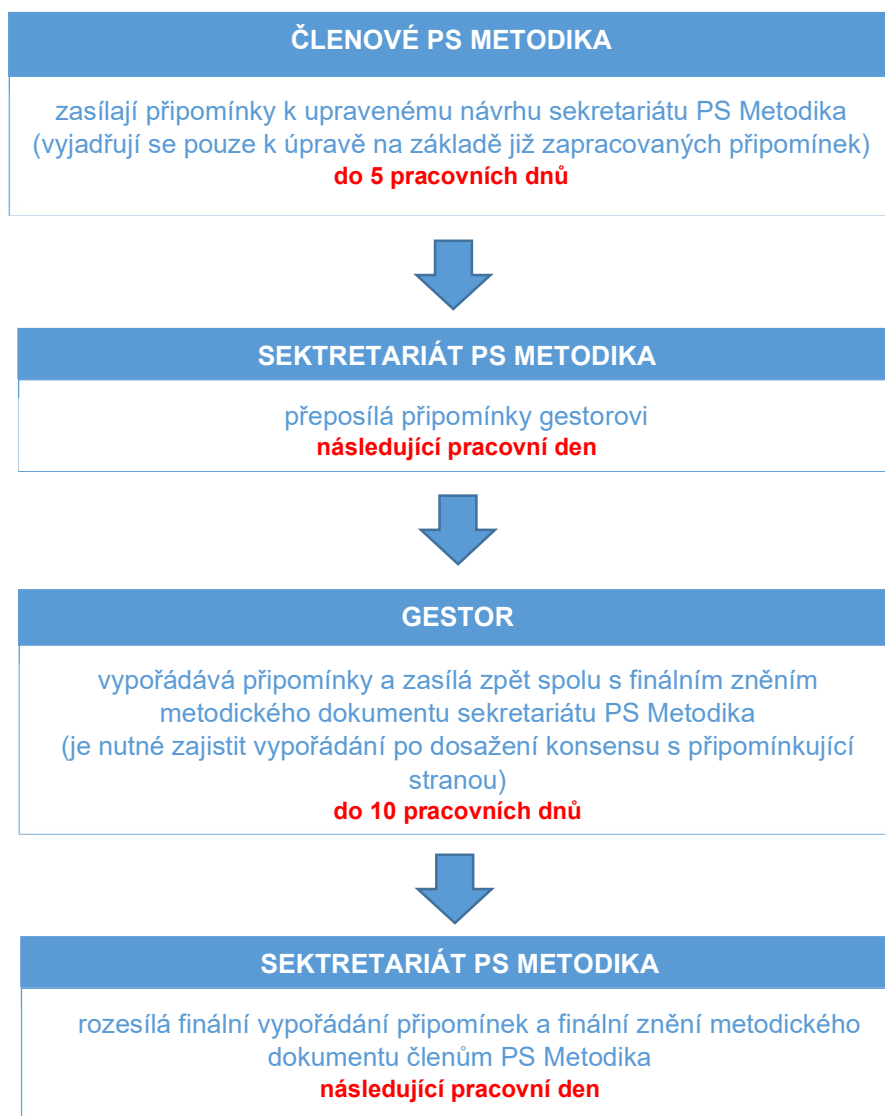 ČLENOVÉ PS METODIKA
zasílají připomínky k upravenému návrhu sekretariátu PS Metodika
(vyjadřují se pouze k úpravě na základě již zapracovaných připomínek)
do 5 pracovních dnů
SEKTRETARIÁT PS METODIKA
přeposílá připomínky gestorovi
následující pracovní den
GESTOR
vypořádává připomínky a zasílá zpět spolu s finálním zněním
metodického dokumentu sekretariátu PS Metodika
(je nutné zajistit vypořádání po dosažení konsensu s připomínkující
stranou)
do 10 pracovních dnů
SEKTRETARIÁT PS METODIKA
rozesílá finální vypořádání připomínek a finální znění metodického
dokumentu členům PS Metodika
následující pracovní den